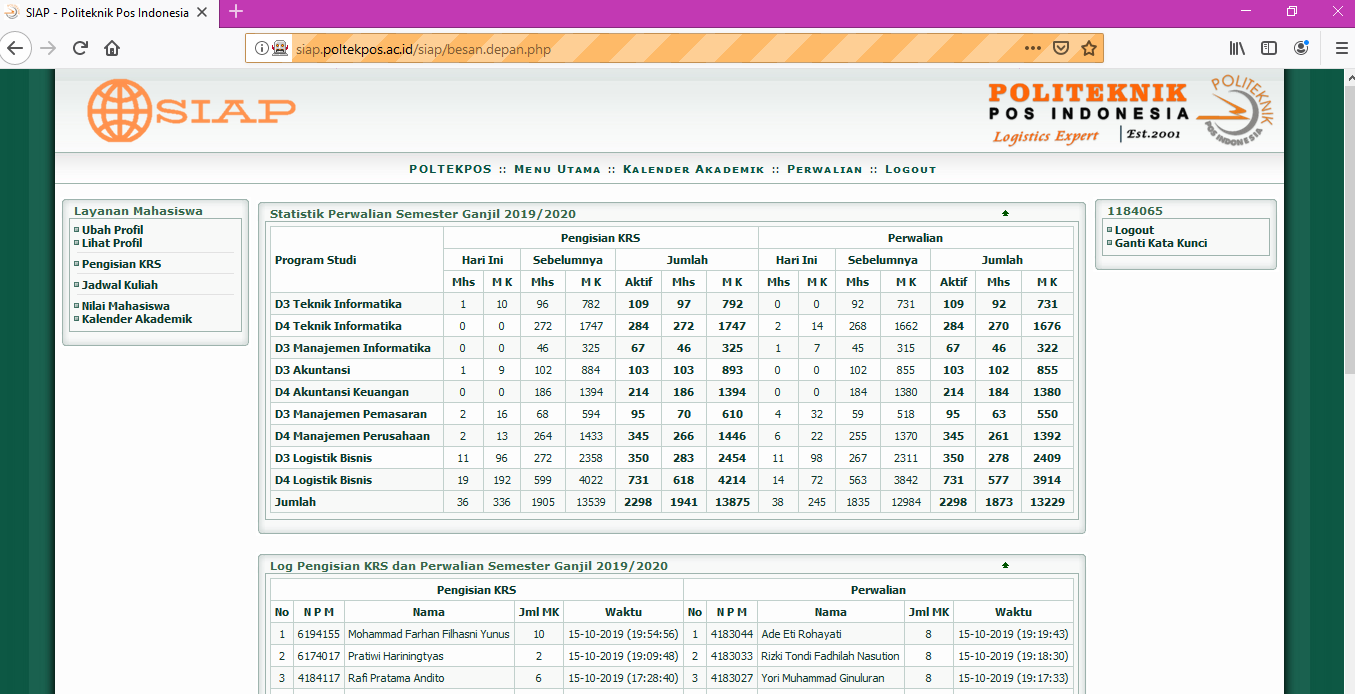 SIAP - Politeknik Pos Indonesia
siap.poltekpos.ac.id/siap/besan.depan.php
SIAP
POLITEKNIK
POS INDONESIA
Logistics Expert | Est.2001
POLITEKNIK
POS INDONESIA
POLTEKPOS :: Menu Utama :: Kalender Akademik :: Perwalian :: Logout
Layanan Mahasiswa
Ubah Profil
Lihat Profil
Pengisian KRS
Jadwal Kuliah
Nilai Mahasiswa
Kalender Akademik
Statistik Perwalian Semester Ganjil 2019/2020
Program Studi Pengisian KRS Perwalian
Hari Ini Sebelumnya Jumlah Hari Ini Sebelumnya Jumlah
Mhs M K Mhs M K Aktif Mhs M K Mhs M K Mhs M K Aktif Mhs M K
D3 Teknik Informatika 1 10 96 782 109 97 792 0 0 92 731 109 92 731
D4 Teknik Informatika 0 0 272 1747 284 272 1747 2 14 268 1662 284 270 1676
D3 Manajemen Informatika 0 0 46 325 67 46 325 1 7 45 315 67 46 322
D3 Akuntansi 1 9 102 884 103 103 893 0 0 102 855 103 102 855
D4 Akuntansi Keuangan 0 0 186 1394 214 186 1394 0 0 184 1380 214 184 1380
D3 Manajemen Pemasaran 2 16 68 594 95 70 610 4 32 59 518 95 63 550
D4 Manajemen Perusahaan 2 13 264 1433 345 266 1446 6 22 255 1370 345 261 1392
D3 Logistik Bisnis 11 96 272 2358 350 283 2454 11 98 267 2311 350 278 2409
D4 Logistik Bisnis 19 192 599 4022 731 618 4214 14 72 563 3842 731 577 3914
Jumlah 36 336 1905 13539 2298 1941 13875 38 245 1835 12984 2298 1873 13229
1184065
Logout
Ganti Kata Kunci
Log Pengisian KRS dan Perwalian Semester Ganjil 2019/2020
Pengisian KRS Perwalian
No N P M Nama Jml MK Waktu No N P M Nama Jml MK Waktu
1 6194155 Mohammad Farhan Filhasni Yunus 10 15-10-2019 (19:54:56) 1 4183044 Ade Eti Rohayati 8 15-10-2019 (19:19:43)
2 6174017 Pratiwi Hariningtyas 2 15-10-2019 (19:09:48) 2 4183033 Rizki Tondi Fadhilah Nasution 8 15-10-2019 (19:18:30)
3 4184117 Rafi Pratama Andito 6 15-10-2019 (17:28:40) 3 4183027 Yori Muhammad Ginuluran 8 15-10-2019 (19:17:33)